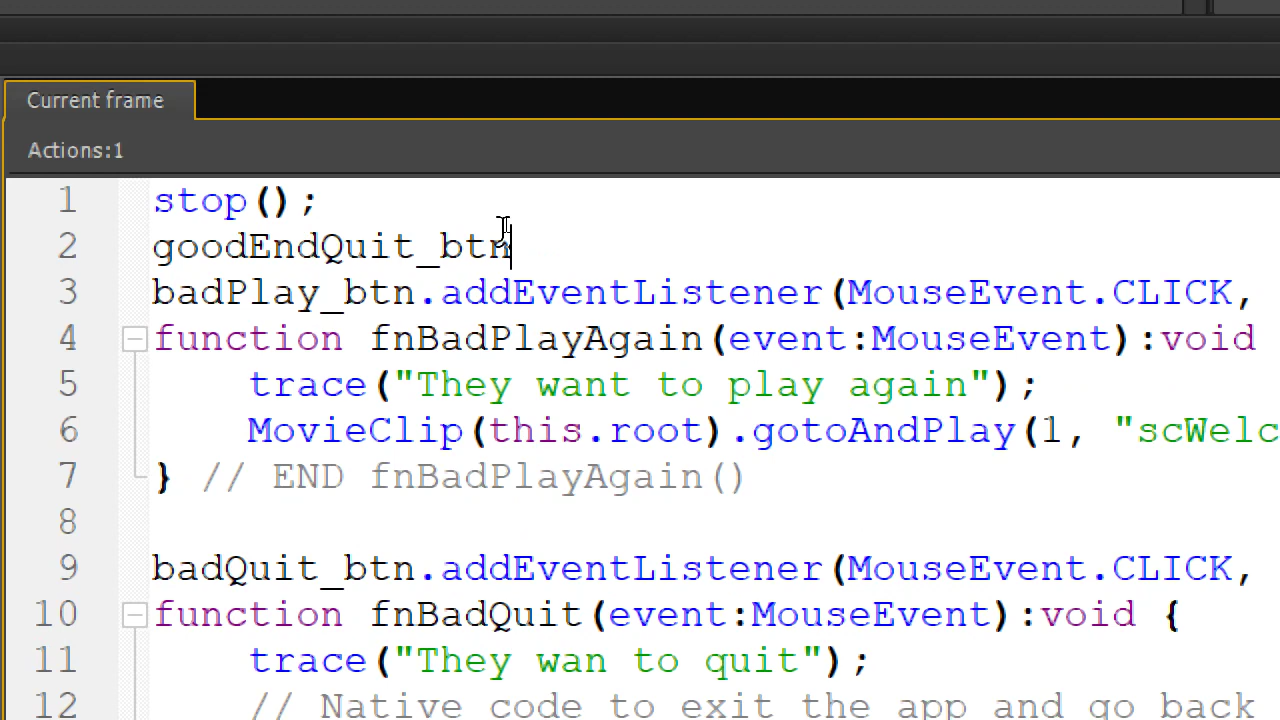 Current frame
Actions:1
1 stop();
2 goodEndQuit_btn
3 badPlay_btn.addEventListener(MouseEvent.CLICK,
4 function fnBadPlayAgain(event:MouseEvent):void
5 trace("They want to play again");
6 MovieClip(this.root).gotoAndPlay(1, "scWelc
7 } // END fnBadPlayAgain()
8
9 badQuit_btn.addEventListener(MouseEvent.CLICK,
10 function fnBadQuit(event:MouseEvent):void {
11 trace("They wan to quit");
12 // Native code to exit the app and go back